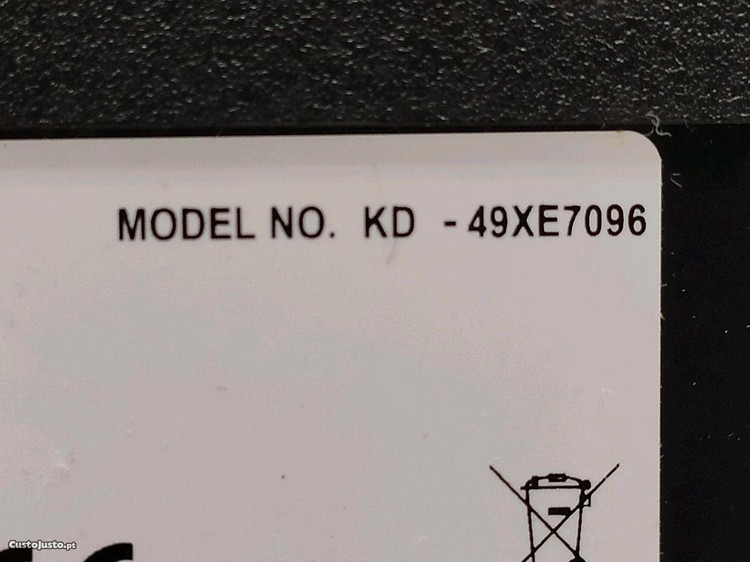 MODEL NO. KD - 49XE7096
CustoJusto.pt